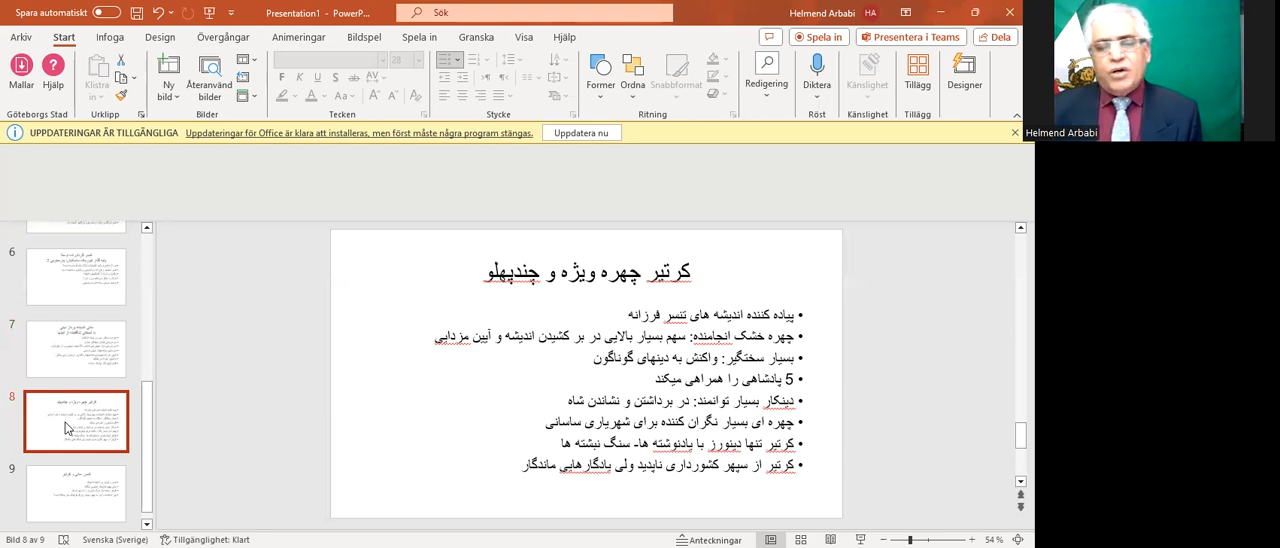 Spara automatiskt
Presentation1 - PowerP...
Sök
Helmend Arbabi
HA
Arkiv Start Infoga Design Övergångar Animeringar Bildspel Spela in Granska Visa Hjälp
Spela in
Presentera i Teams
Dela
Mallar
Hjälp
Klistra in
Ny bild
Återanvänd bilder
28
F K U S ab AV
Aa
A A
Former
Ordna
Snabbformat
Redigering
Diktera
Känslighet
Tillägg
Designer
Göteborgs Stad
Urklipp
Bilder
Tecken
Stycke
Ritning
Röst
Känslighet
Tillägg
Designer
UPPDATERINGAR ÄR TILLGÄNGLIGA Uppdateringar för Office är klara att installeras, men först måste några program stängas.
Uppdatera nu
Helmend Arbabi
6
7
8
9
کرتیر چهره ویژه و چندپهلو
• پیاده کننده اندیشه های تنسر فرزانه
• چهره خشک انجامنده: سهم بسیار بالایی در بر کشیدن اندیشه و آیین مزدایی
• بسیار سختگیر: واکنش به دینهای گوناگون
• 5 پادشاهی را همراهی میکند
• دینکار بسیار توانمند: در برداشتن و نشاندن شاه
• چهره ای بسیار نگران کننده برای شهریاری ساسانی
• کرتیر تنها دینورز با یادنوشته ها- سنگ نبشته ها
• کرتیر از سپهر کشورداری ناپدید ولی یادگارهایی ماندگار
Bild 8 av 9
Svenska (Sverige)
Tillgänglighet: Klart
Anteckningar
54 %